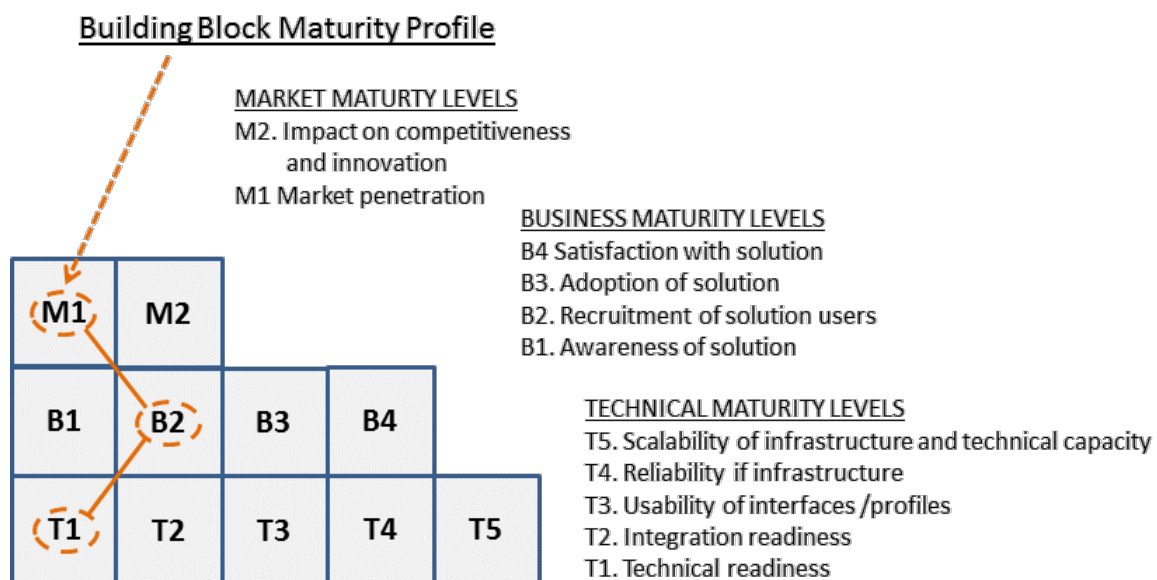 Building Block Maturity Profile
MARKET MATURTY LEVELS
M2. Impact on competitiveness
and innovation
M1 Market penetration
BUSINESS MATURITY LEVELS
B4 Satisfaction with solution
B3. Adoption of solution
B2. Recruitment of solution users
B1. Awareness of solution
M1 M2
B1 B2 B3 B4
TECHNICAL MATURITY LEVELS
T5. Scalability of infrastructure and technical capacity
T4. Reliability if infrastructure
T3. Usability of interfaces /profiles
T2. Integration readiness
T1. Technical readiness
T1 T2 T3 T4 T5